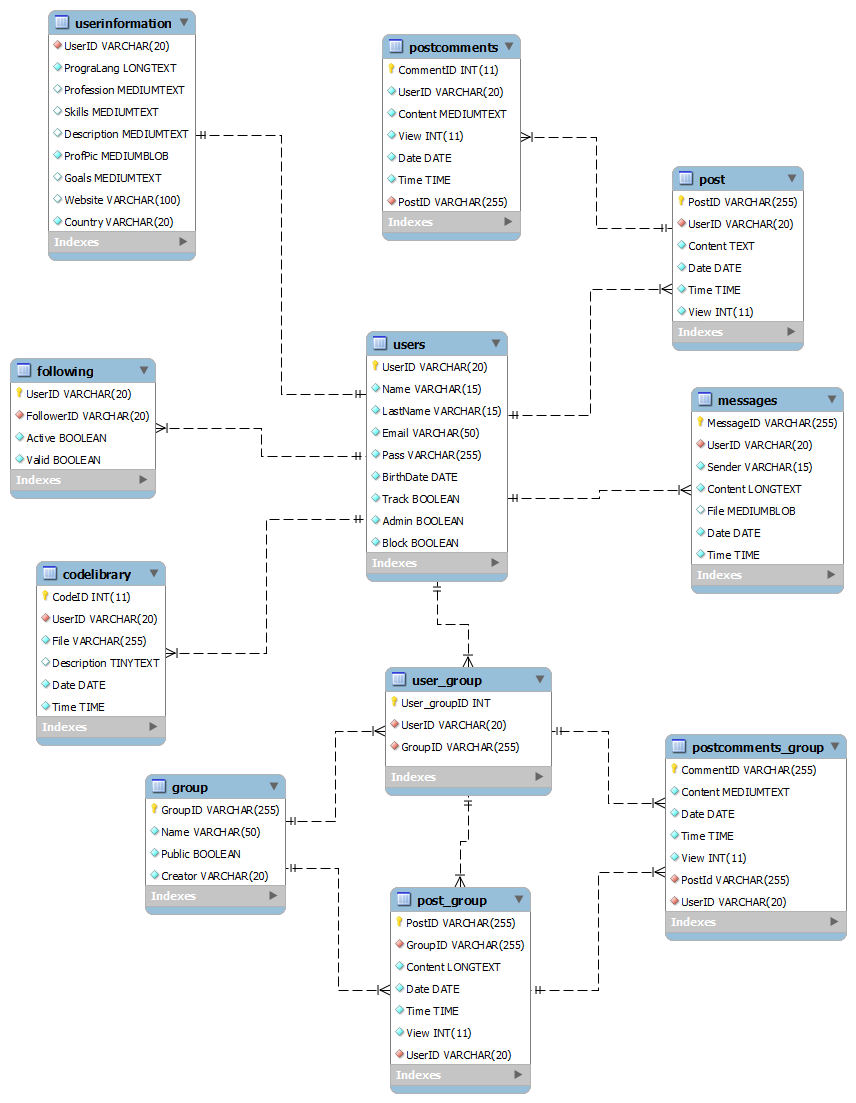 userinformation
UserID VARCHAR(20)
PrograLang LONGTEXT
Profession MEDIUMTEXT
Skills MEDIUMTEXT
Description MEDIUMTEXT
ProfPic MEDIUMBLOB
Goals MEDIUMTEXT
Website VARCHAR(100)
Country VARCHAR(20)
Indexes
postcomments
CommentID INT(11)
UserID VARCHAR(20)
Content MEDIUMTEXT
View INT(11)
Date DATE
Time TIME
PostID VARCHAR(255)
Indexes
post
PostID VARCHAR(255)
UserID VARCHAR(20)
Content TEXT
Date DATE
Time TIME
View INT(11)
Indexes
users
UserID VARCHAR(20)
Name VARCHAR(15)
LastName VARCHAR(15)
Email VARCHAR(50)
Pass VARCHAR(255)
BirthDate DATE
Track BOOLEAN
Admin BOOLEAN
Block BOOLEAN
Indexes
following
UserID VARCHAR(20)
FollowerID VARCHAR(20)
Active BOOLEAN
Valid BOOLEAN
Indexes
messages
MessageID VARCHAR(255)
UserID VARCHAR(20)
Sender VARCHAR(15)
Content LONGTEXT
File MEDIUMBLOB
Date DATE
Time TIME
Indexes
codelibrary
CodeID INT(11)
UserID VARCHAR(20)
File VARCHAR(255)
Description TINYTEXT
Date DATE
Time TIME
Indexes
user_group
User_groupID INT
UserID VARCHAR(20)
GroupID VARCHAR(255)
Indexes
postcomments_group
CommentID VARCHAR(255)
Content MEDIUMTEXT
Date DATE
Time TIME
View INT(11)
PostId VARCHAR(255)
UserID VARCHAR(20)
Indexes
group
GroupID VARCHAR(255)
Name VARCHAR(50)
Public BOOLEAN
Creator VARCHAR(20)
Indexes
post_group
PostID VARCHAR(255)
GroupID VARCHAR(255)
Content LONGTEXT
Date DATE
Time TIME
View INT(11)
UserID VARCHAR(20)
Indexes